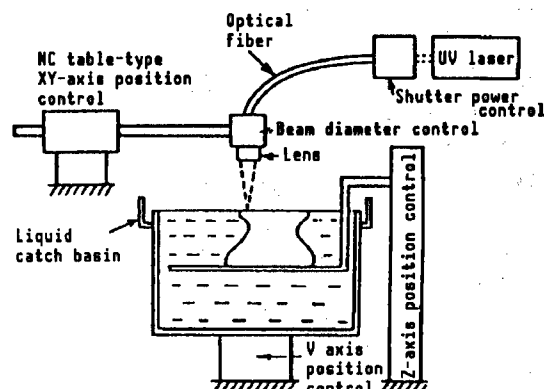 Optical
fiber
NC table-type
XY-axis position
control
UV laser
Shutter power
control
Beam diameter control
Lens
Liquid
catch basin
Z-axis position control
V axis
position
control